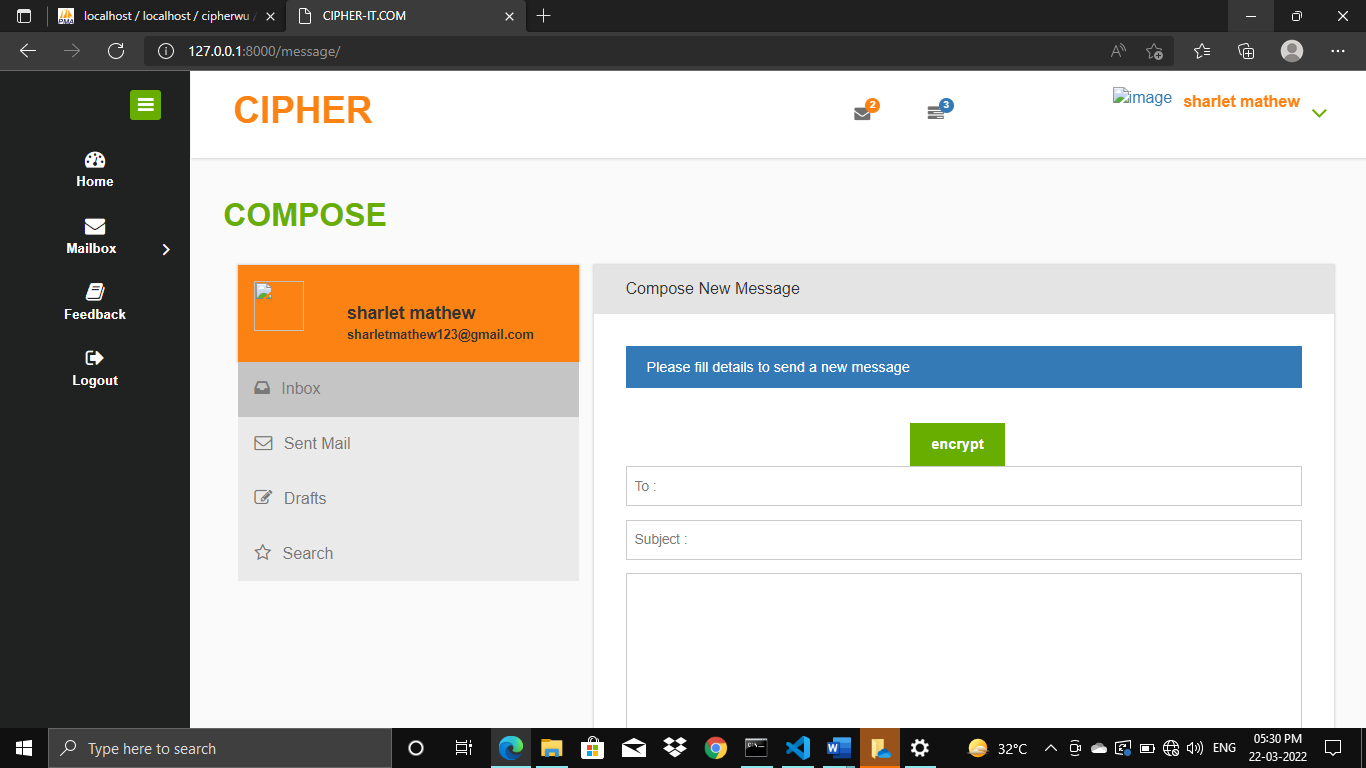 localhost / localhost / cipherwu /
CIPHER-IT.COM
127.0.0.1:8000/message/
CIPHER
2
3
image
sharlet mathew
Home
Mailbox
Feedback
Logout
COMPOSE
sharlet mathew
sharletmathew123@gmail.com
Inbox
Sent Mail
Drafts
Search
Compose New Message
Please fill details to send a new message
encrypt
To :
Subject :
Type here to search
32°C
ENG
05:30 PM
22-03-2022